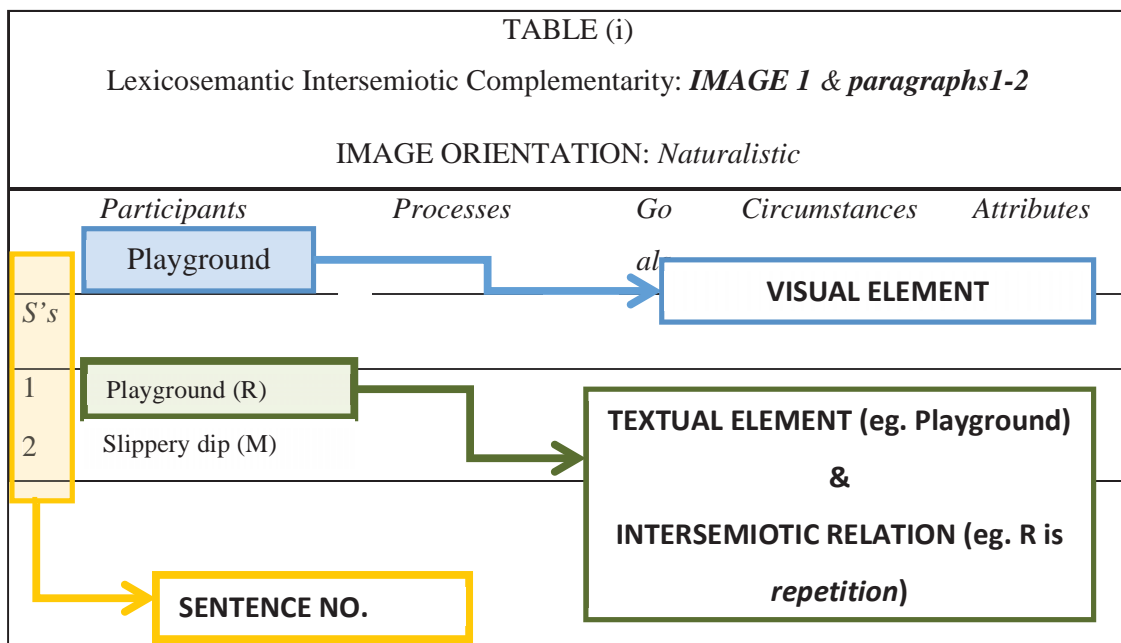 TABLE (i)
Lexicosemantic Intersemiotic Complementarity: IMAGE 1 & paragraphs1-2
IMAGE ORIENTATION: Naturalistic
Participants Processes Go Circumstances Attributes
Playground als
VISUAL ELEMENT
S’s
1 Playground (R)
2 Slippery dip (M)
TEXTUAL ELEMENT (eg. Playground)
&
INTERSEMIOTIC RELATION (eg. R is
repetition)
SENTENCE NO.